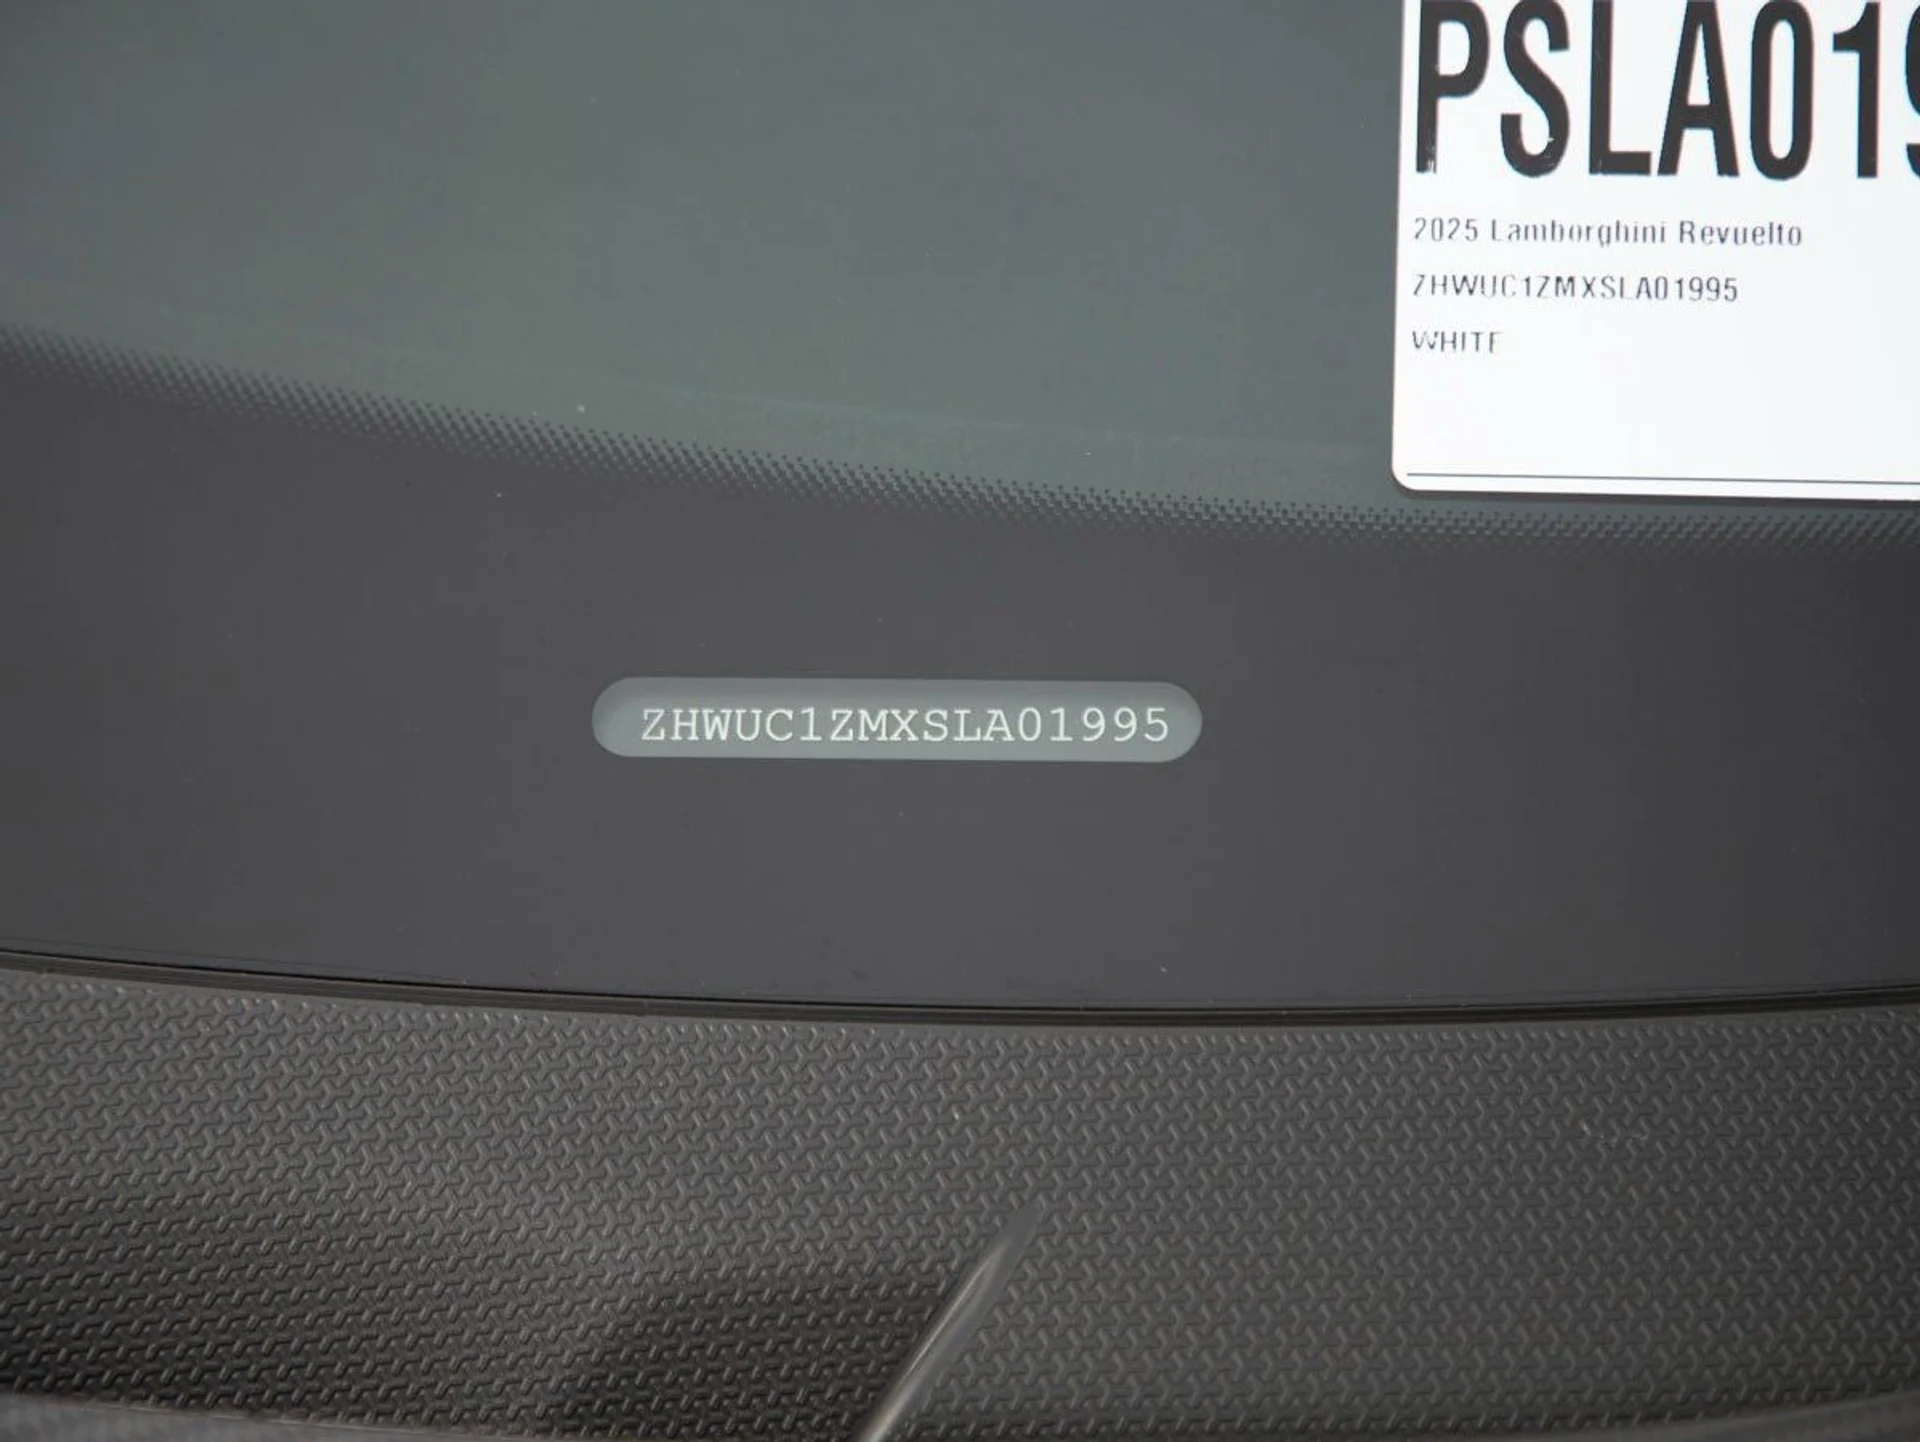 PSLA019
2025 Lamborghini Revuelto
ZHWUC1ZMXSLA01995
WHITE
ZHWUC1ZMXSLA01995